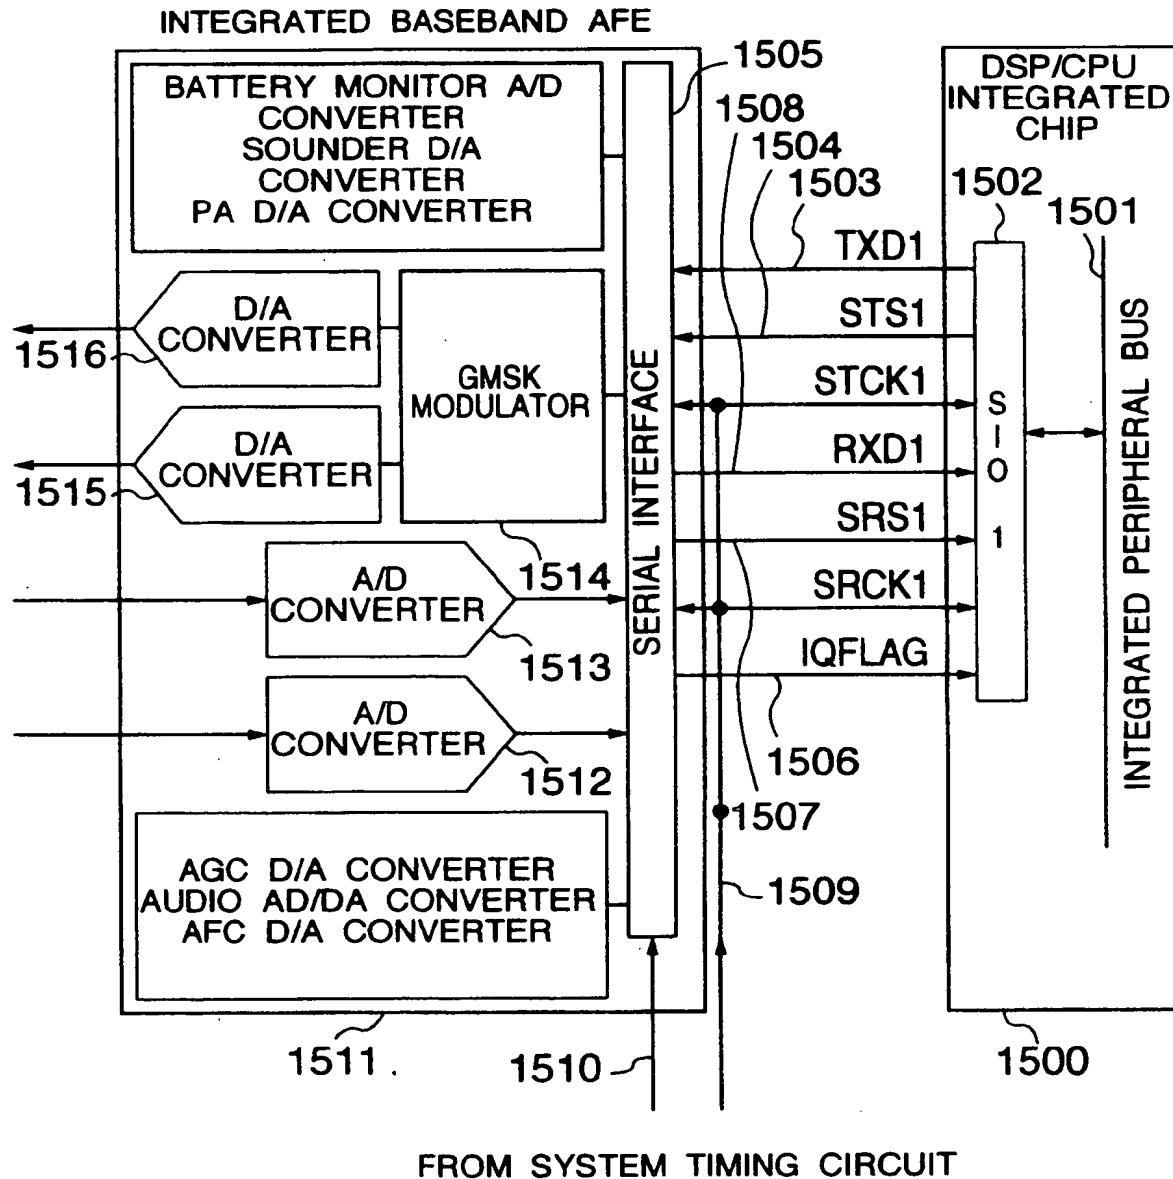 INTEGRATED BASEBAND AFE
1505
DSP/CPU
INTEGRATED
CHIP
BATTERY MONITOR A/D
CONVERTER
SOUNDER D/A
CONVERTER
PA D/A CONVERTER
1508
1504
1503
1502
1501
TXD1
STS1
STCK1
RXD1
SRS1
SRCK1
IQFLAG
D/A
CONVERTER
1516
GMSK
MODULATOR
D/A
CONVERTER
1515
SERIAL INTERFACE
SIO 1
INTEGRATED PERIPHERAL BUS
1514
A/D
CONVERTER
1513
A/D
CONVERTER
1512
1506
1507
AGC D/A CONVERTER
AUDIO AD/DA CONVERTER
AFC D/A CONVERTER
1509
1511
1510
1500
FROM SYSTEM TIMING CIRCUIT